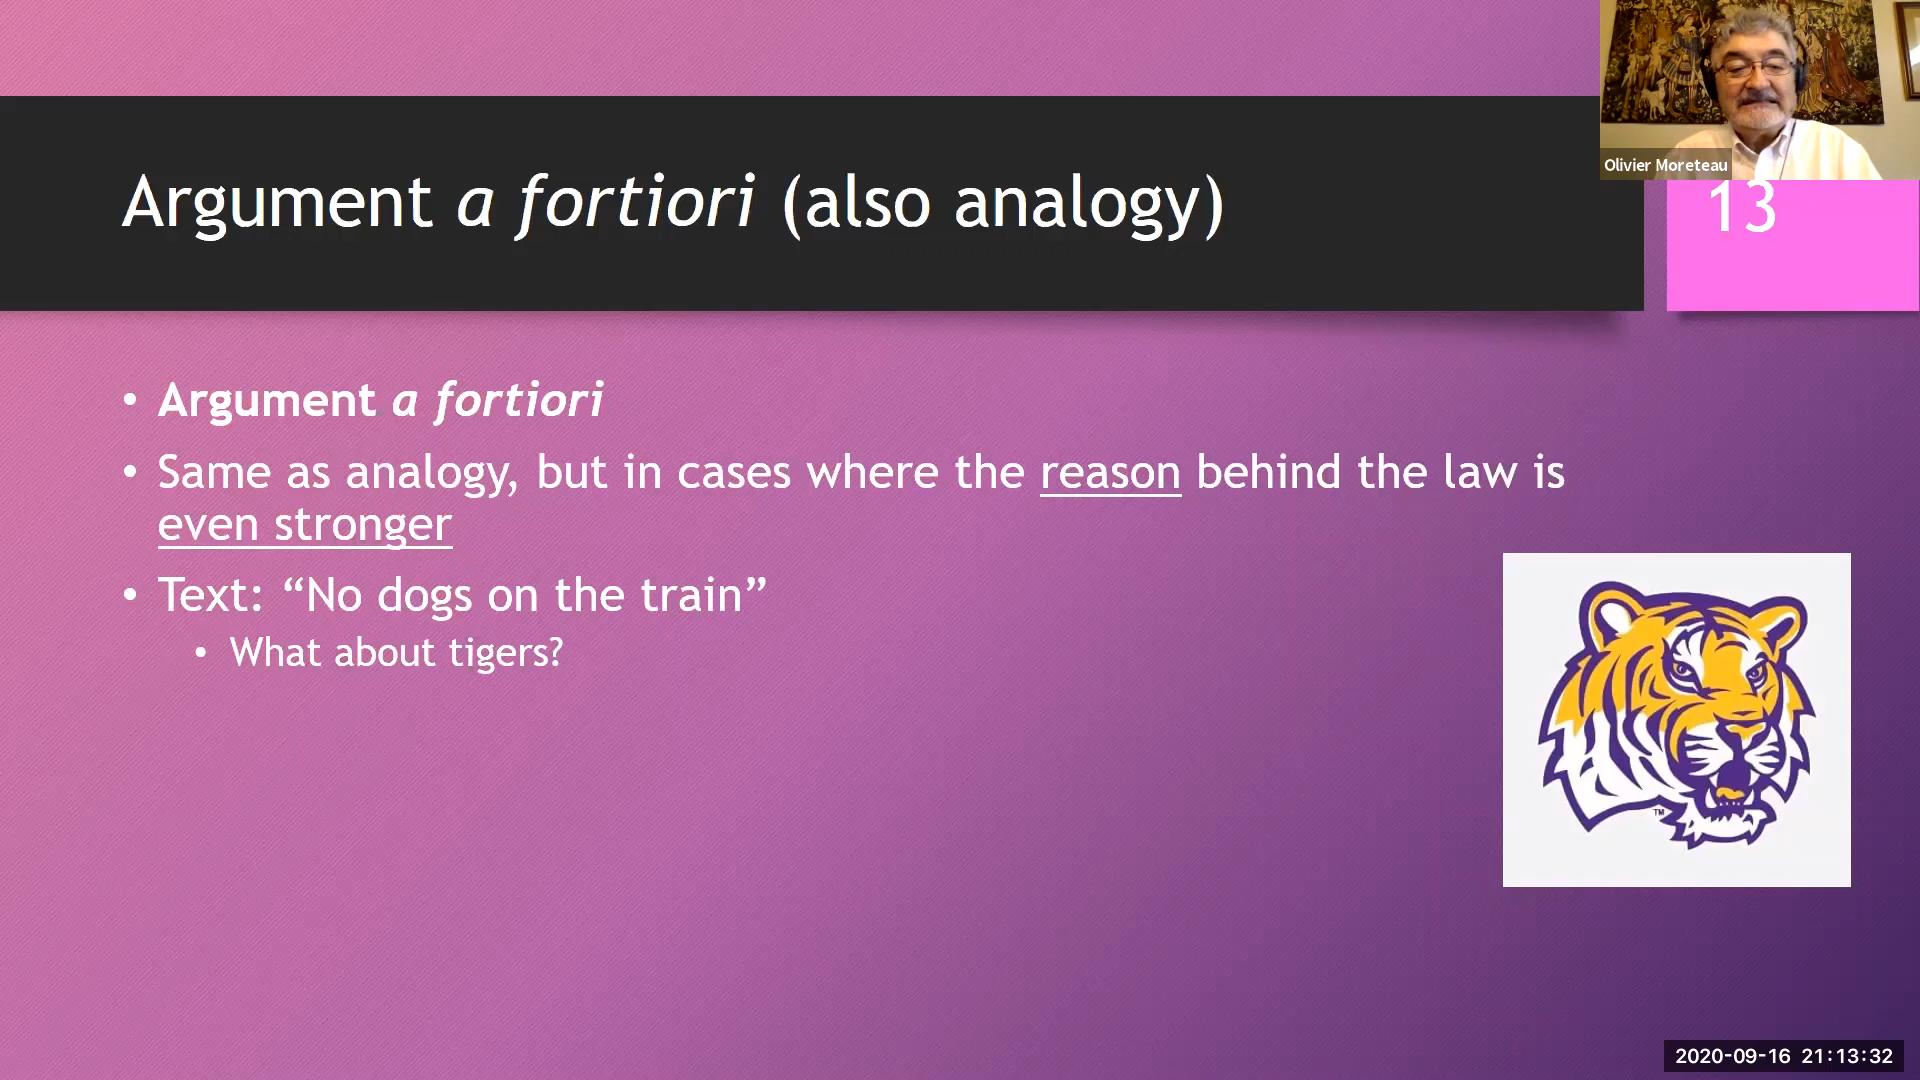 Olivier Moreteau
Argument a fortiori (also analogy)
13
• Argument a fortiori
• Same as analogy, but in cases where the reason behind the law is
even stronger
• Text: “No dogs on the train”
• What about tigers?
TM
2020-09-16 21:13:32